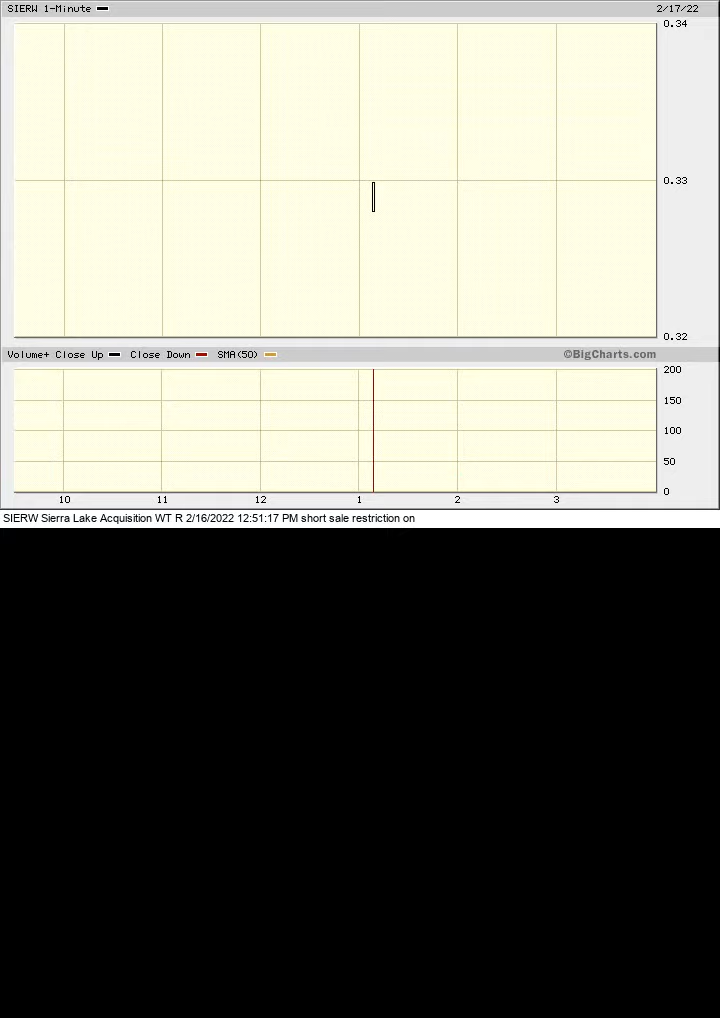 SIERW 1-Minute 2/17/22
0.34
0.33
0.32
Volume+ Close Up Close Down SMA(50) ©BigCharts.com
200
150
100
50
0
10 11 12 1 2 3
SIERW Sierra Lake Acquisition WT R 2/16/2022 12:51:17 PM short sale restriction on